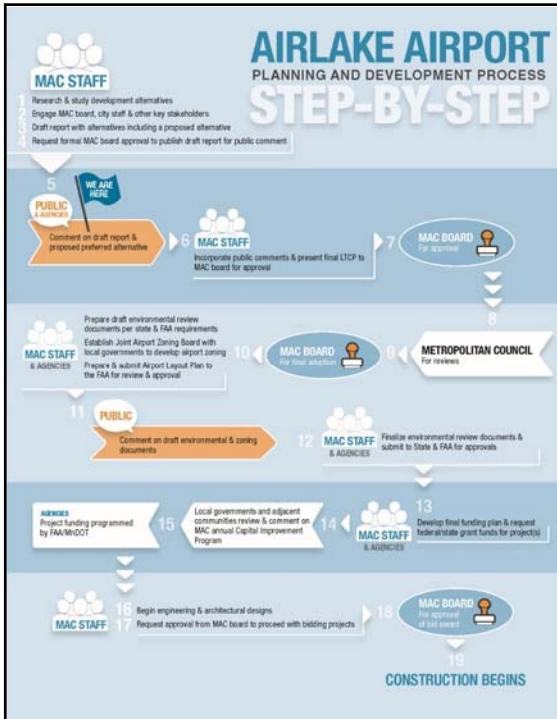 AIRLAKE AIRPORT
PLANNING AND DEVELOPMENT PROCESS
STEP-BY-STEP
MAC STAFF
1 Research & study development alternatives
2 Engage MAC board, city staff & other key stakeholders
3 Draft report with alternatives including a proposed alternative
4 Request formal MAC board approval to publish draft report for public comment
5
PUBLIC
& AGENCIES
WE ARE
HERE
Comment on draft report &
proposed preferred alternative
6
MAC STAFF
Incorporate public comments & present final LTCP to
MAC board for approval
7
MAC BOARD
For approval
8
METROPOLITAN COUNCIL
For reviews
9
MAC BOARD
For final adoption
10
Prepare draft environmental review
documents per state & FAA requirements
Establish Joint Airport Zoning Board with
local governments to develop airport zoning
Prepare & submit Airport Layout Plan to
the FAA for review & approval
MAC STAFF
& AGENCIES
11
PUBLIC
Comment on draft environmental & zoning
documents
12
MAC STAFF
& AGENCIES
Finalize environmental review documents &
submit to State & FAA for approvals
13
Develop final funding plan & request
federal/state grant funds for project(s)
MAC STAFF
& AGENCIES
14
Local governments and adjacent
communities review & comment on
MAC annual Capital Improvement
Program
15
AGENCIES
Project funding programmed
by FAA/MnDOT
MAC STAFF
16 Begin engineering & architectural designs
17 Request approval from MAC board to proceed with bidding projects
18
MAC BOARD
For approval
of bid award
19
CONSTRUCTION BEGINS